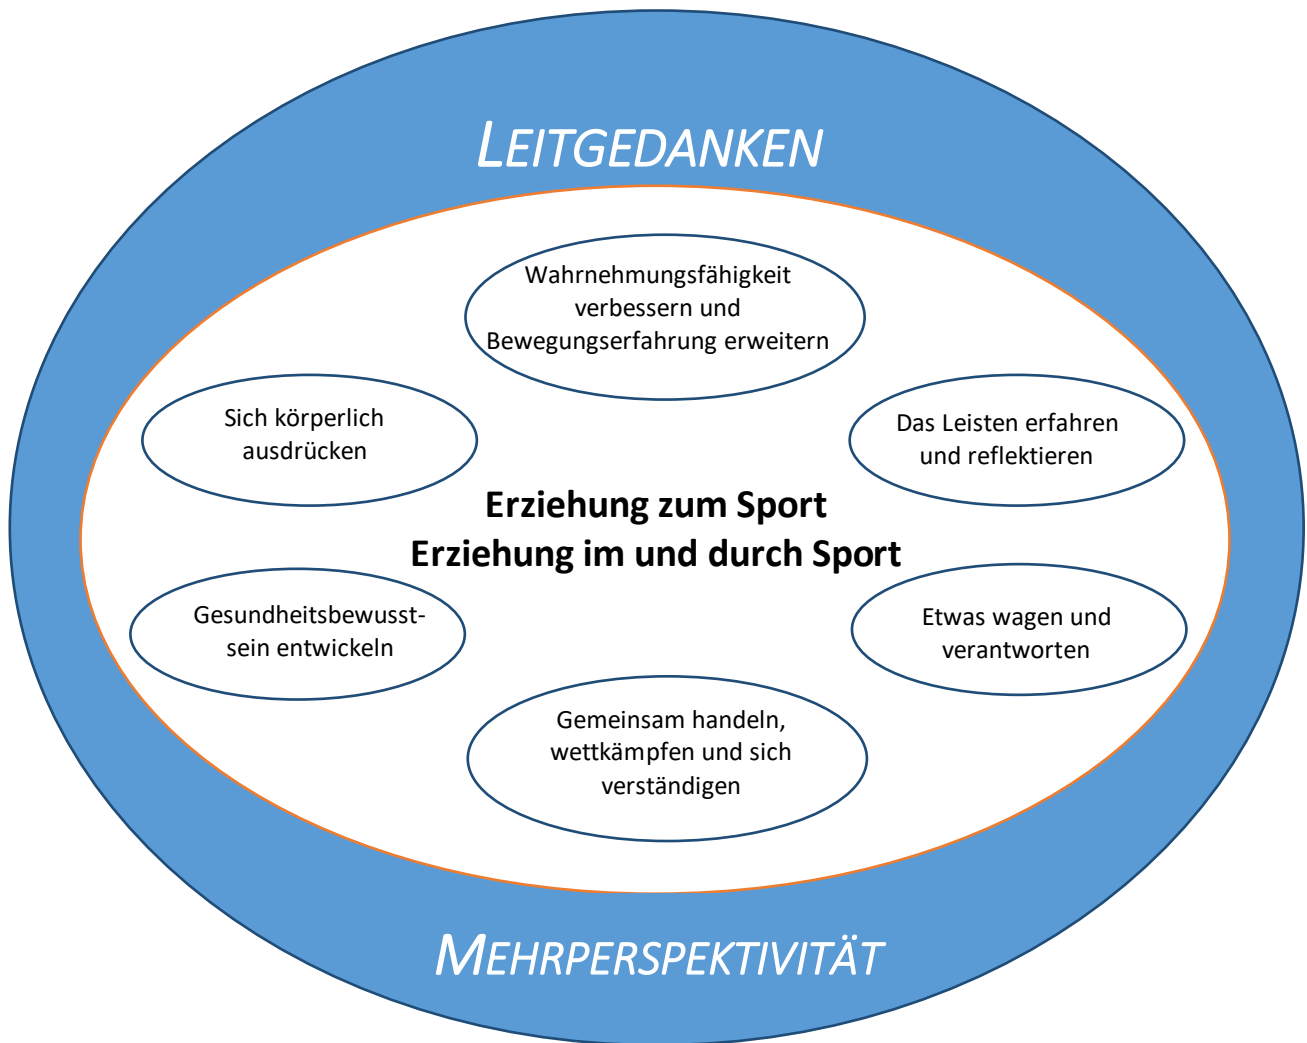 LEITGEDANKEN
Wahrnehmungsfähigkeit
verbessern und
Bewegungserfahrung erweitern
Sich körperlich
ausdrücken
Das Leisten erfahren
und reflektieren
Erziehung zum Sport
Erziehung im und durch Sport
Gesundheitsbewusst-
sein entwickeln
Etwas wagen und
verantworten
Gemeinsam handeln,
wettkämpfen und sich
verständigen
MEHRPERSPEKTIVITÄT